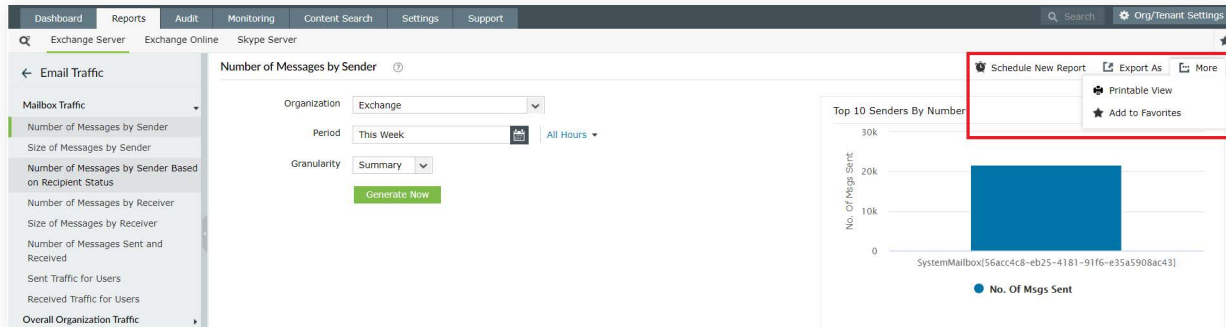 Dashboard Reports Audit Monitoring Content Search Settings Support Search Org/Tenant Settings
Exchange Server Exchange Online Skype Server
← Email Traffic
Mailbox Traffic
Number of Messages by Sender
Size of Messages by Sender
Number of Messages by Sender Based
on Recipient Status
Number of Messages by Receiver
Size of Messages by Receiver
Number of Messages Sent and
Received
Sent Traffic for Users
Received Traffic for Users
Overall Organization Traffic
Number of Messages by Sender ?
Schedule New Report Export As More
Printable View
Add to Favorites
Organization Exchange
Period This Week All Hours
Granularity Summary
Generate Now
Top 10 Senders By Number
No. Of Msgs Sent
30k
20k
10k
0
SystemMailbox{56acc4c8-eb25-4181-91f6-e35a5908ac43}
No. Of Msgs Sent